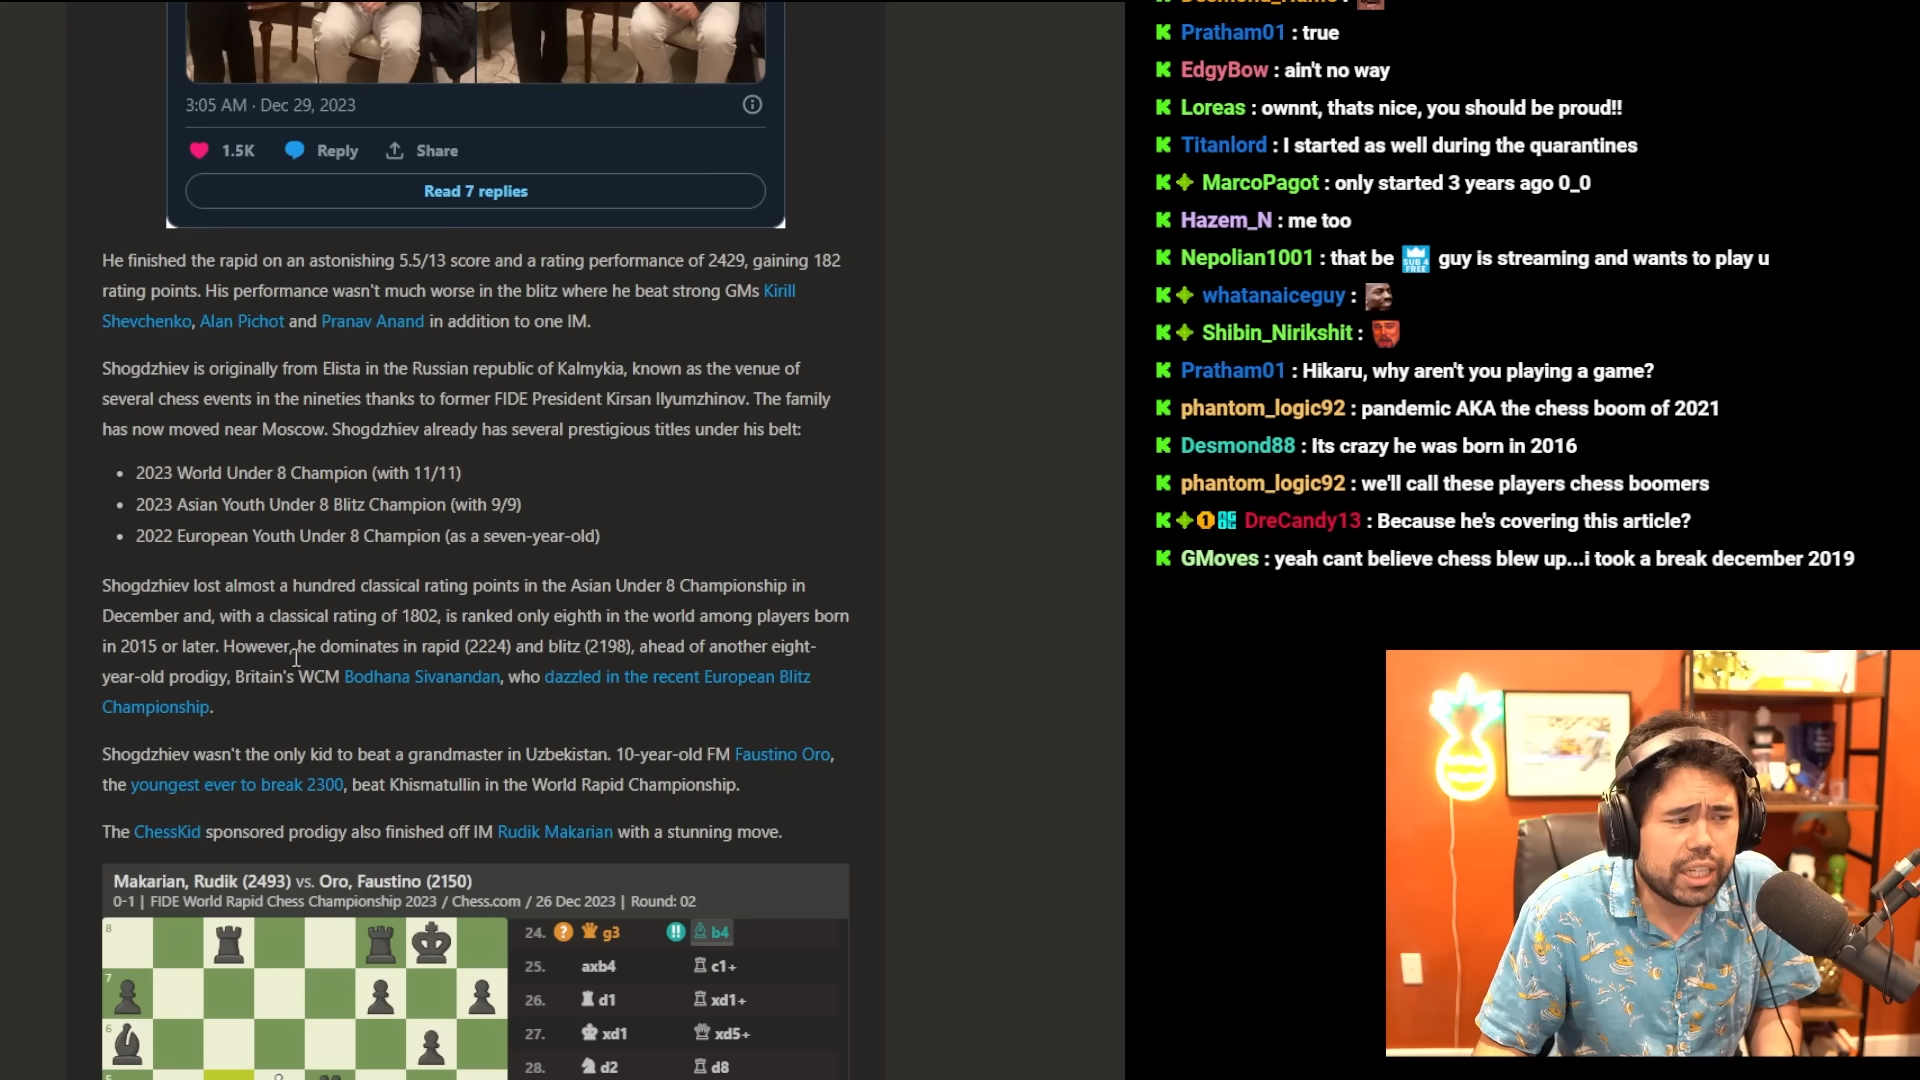 3:05 AM · Dec 29, 2023
1.5K Reply Share
Read 7 replies
He finished the rapid on an astonishing 5.5/13 score and a rating performance of 2429, gaining 182
rating points. His performance wasn't much worse in the blitz where he beat strong GMs Kirill
Shevchenko, Alan Pichot and Pranav Anand in addition to one IM.
Shogdzhiev is originally from Elista in the Russian republic of Kalmykia, known as the venue of
several chess events in the nineties thanks to former FIDE President Kirsan Ilyumzhinov. The family
has now moved near Moscow. Shogdzhiev already has several prestigious titles under his belt:
• 2023 World Under 8 Champion (with 11/11)
• 2023 Asian Youth Under 8 Blitz Champion (with 9/9)
• 2022 European Youth Under 8 Champion (as a seven-year-old)
Shogdzhiev lost almost a hundred classical rating points in the Asian Under 8 Championship in
December and, with a classical rating of 1802, is ranked only eighth in the world among players born
in 2015 or later. However, he dominates in rapid (2224) and blitz (2198), ahead of another eight-
year-old prodigy, Britain's WCM Bodhana Sivanandan, who dazzled in the recent European Blitz
Championship.
Shogdzhiev wasn't the only kid to beat a grandmaster in Uzbekistan. 10-year-old FM Faustino Oro,
the youngest ever to break 2300, beat Khismatullin in the World Rapid Championship.
The ChessKid sponsored prodigy also finished off IM Rudik Makarian with a stunning move.
Makarian, Rudik (2493) vs. Oro, Faustino (2150)
0-1 | FIDE World Rapid Chess Championship 2023 / Chess.com / 26 Dec 2023 | Round: 02
8
7
6
24. ? g3 !! b4
25. axb4 c1+
26. d1 xd1+
27. xd1 xd5+
28. d2 d8
Pratham01 : true
EdgyBow : ain't no way
Loreas : ownnt, thats nice, you should be proud!!
Titanlord : I started as well during the quarantines
MarcoPagot : only started 3 years ago 0_0
Hazem_N : me too
Nepolian1001 : that be SUB 4 FREE guy is streaming and wants to play u
whatanaiceguy :
Shibin_Nirikshit :
Pratham01 : Hikaru, why aren't you playing a game?
phantom_logic92 : pandemic AKA the chess boom of 2021
Desmond88 : Its crazy he was born in 2016
phantom_logic92 : we'll call these players chess boomers
DreCandy13 : Because he's covering this article?
GMoves : yeah cant believe chess blew up...i took a break december 2019